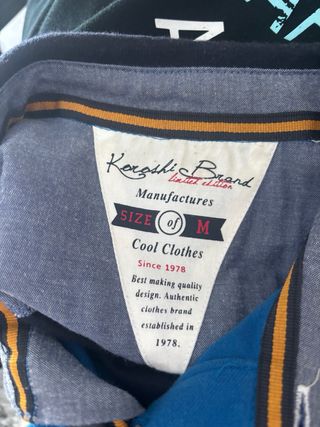 Koroshi Brand
limited edition
Manufactures
SIZE of M
Cool Clothes
Since 1978
Best making quality
design. Authentic
clothes brand
established in
1978.